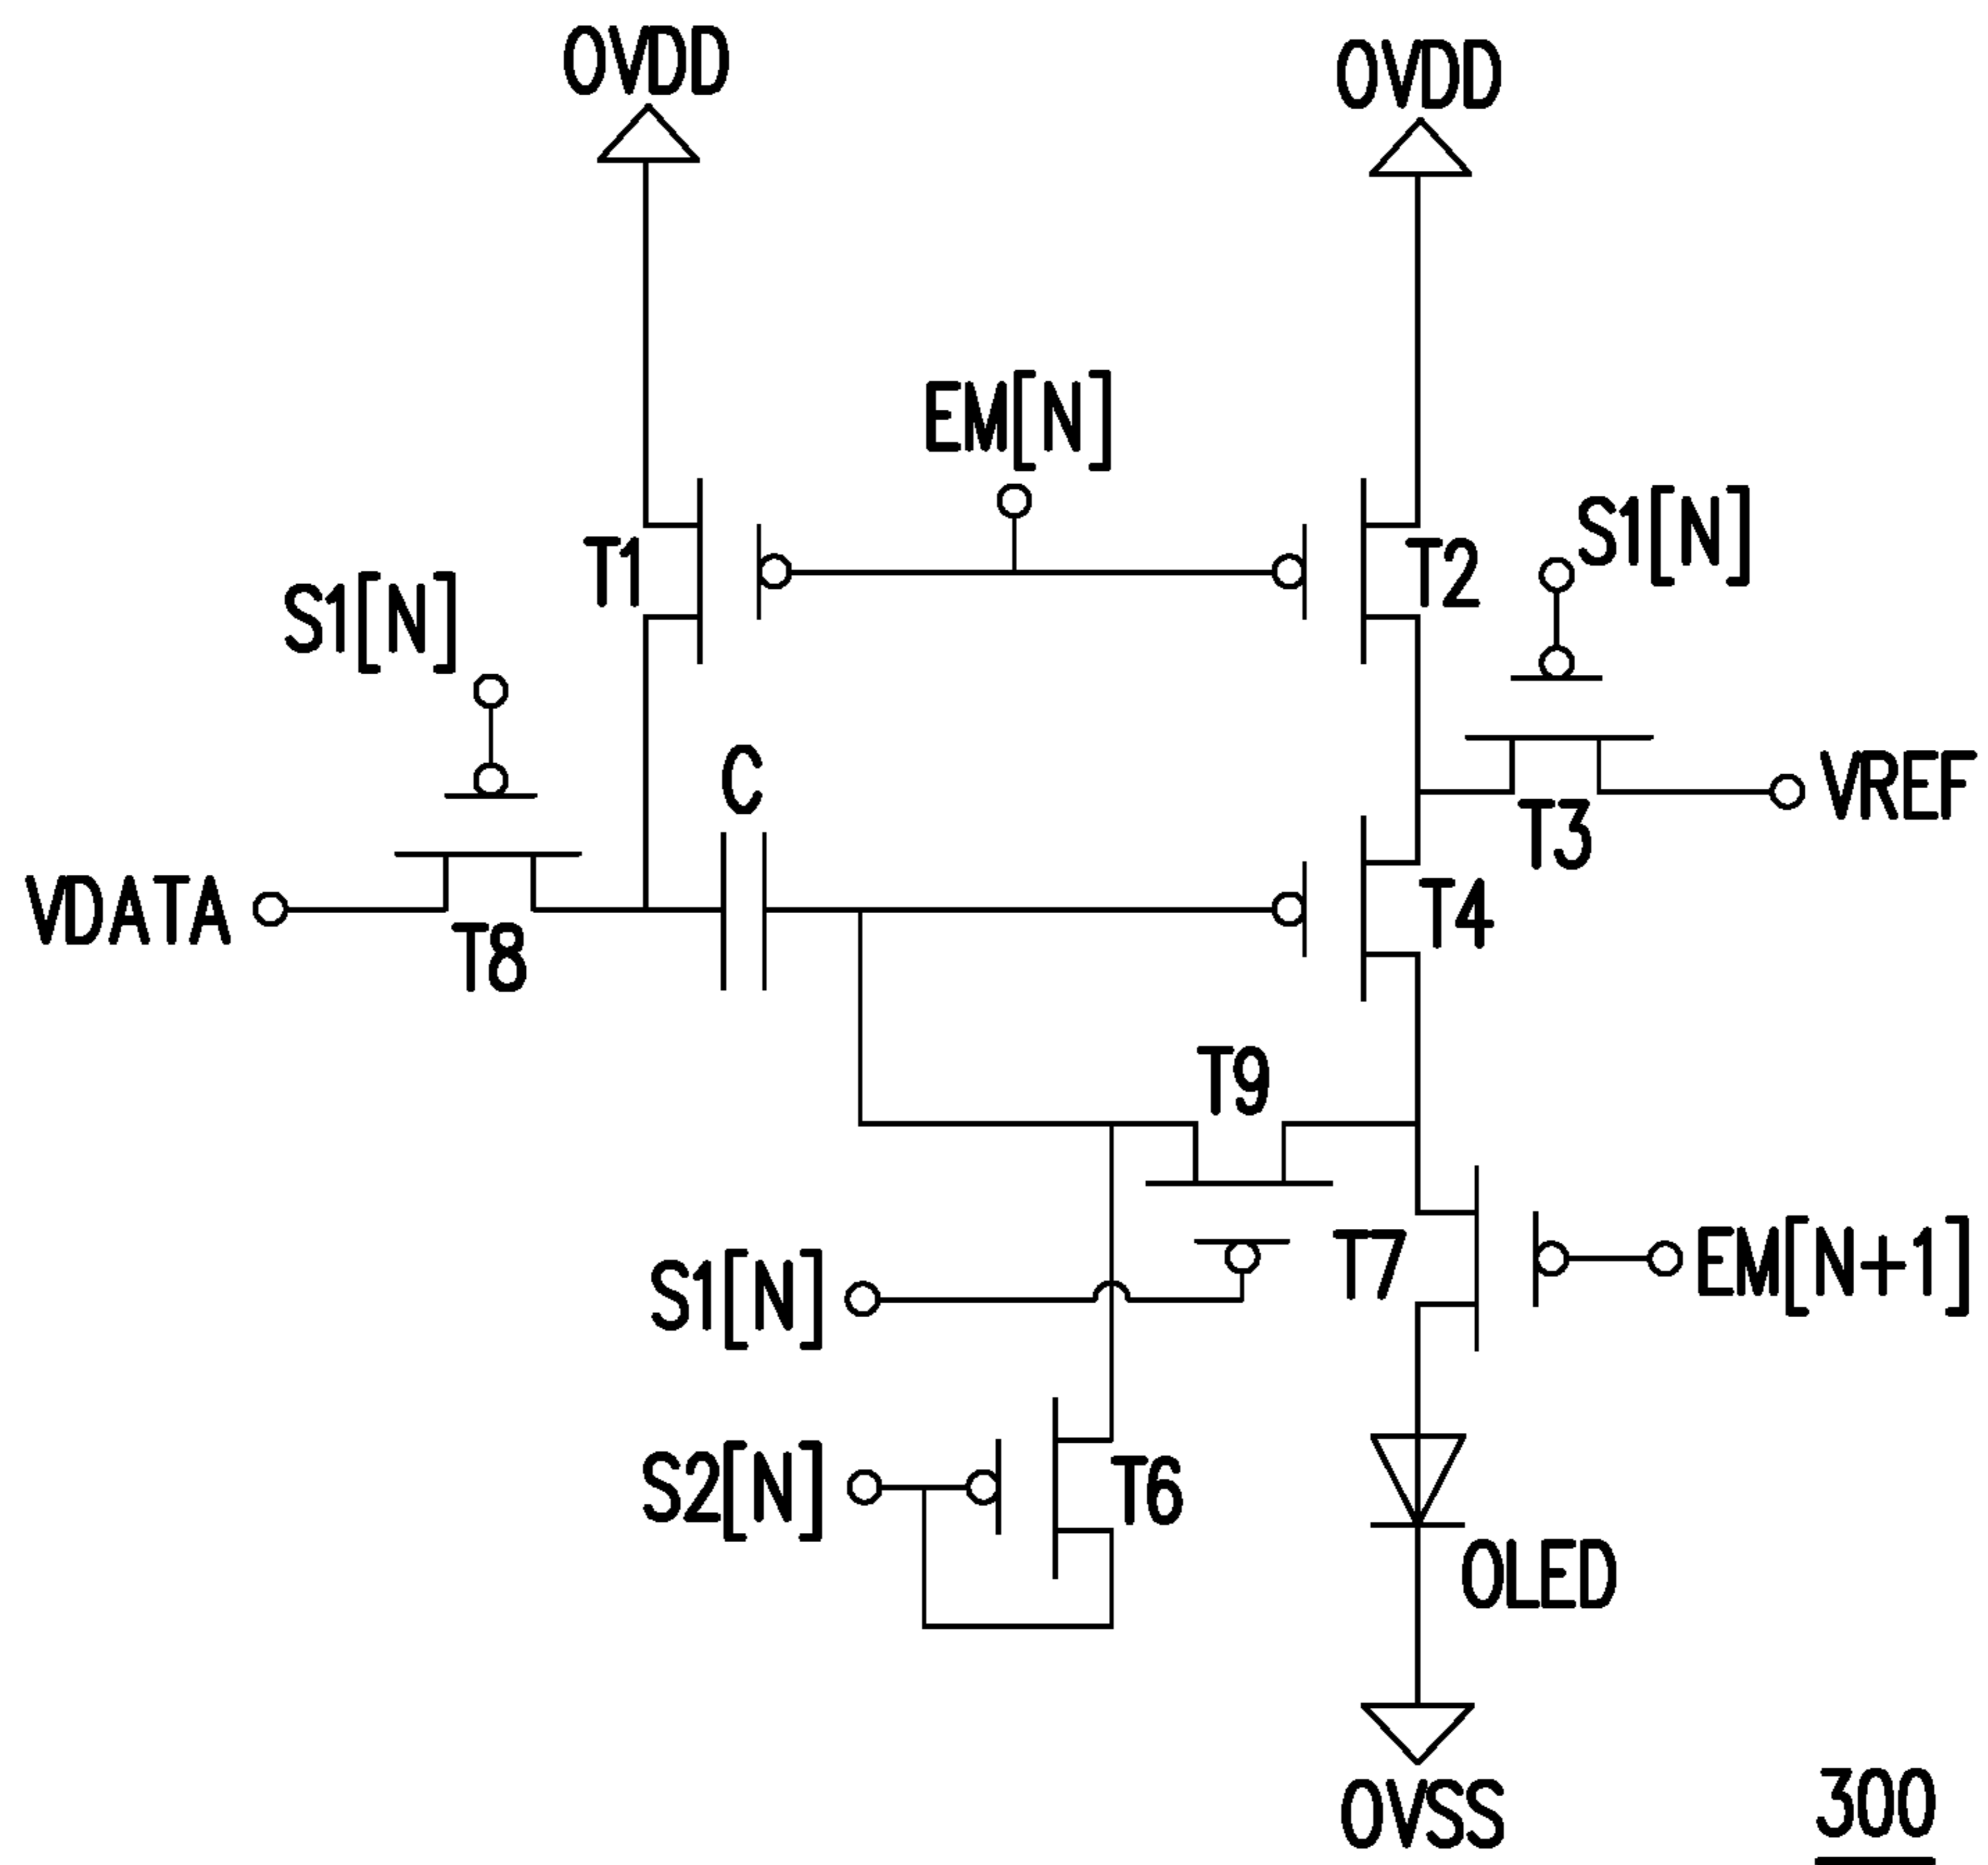 OVDD
OVDD
EM[N]
S1[N]
T1
T2
S1[N]
C
VREF
T3
VDATA
T8
T4
T9
T7
EM[N+1]
S1[N]
S2[N]
T6
OLED
OVSS
300